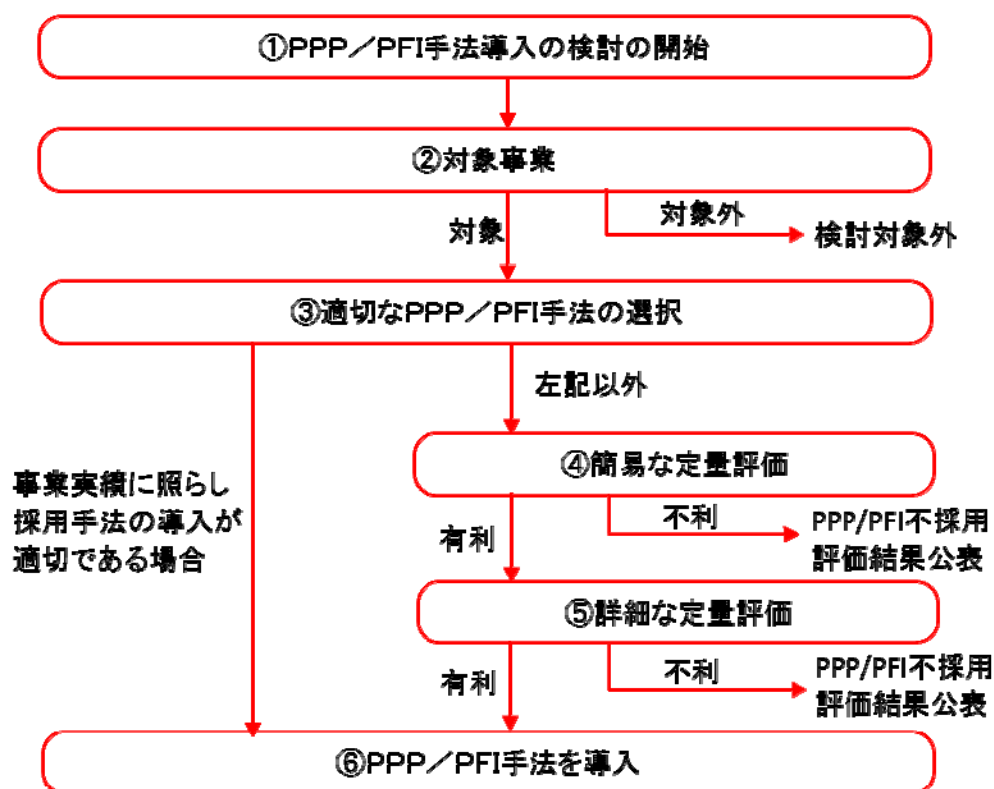 ①PPP／PFI手法導入の検討の開始
②対象事業
対象
対象外
検討対象外
③適切なPPP／PFI手法の選択
左記以外
事業実績に照らし
採用手法の導入が
適切である場合
④簡易な定量評価
有利
不利
PPP/PFI不採用
評価結果公表
⑤詳細な定量評価
有利
不利
PPP/PFI不採用
評価結果公表
⑥PPP／PFI手法を導入